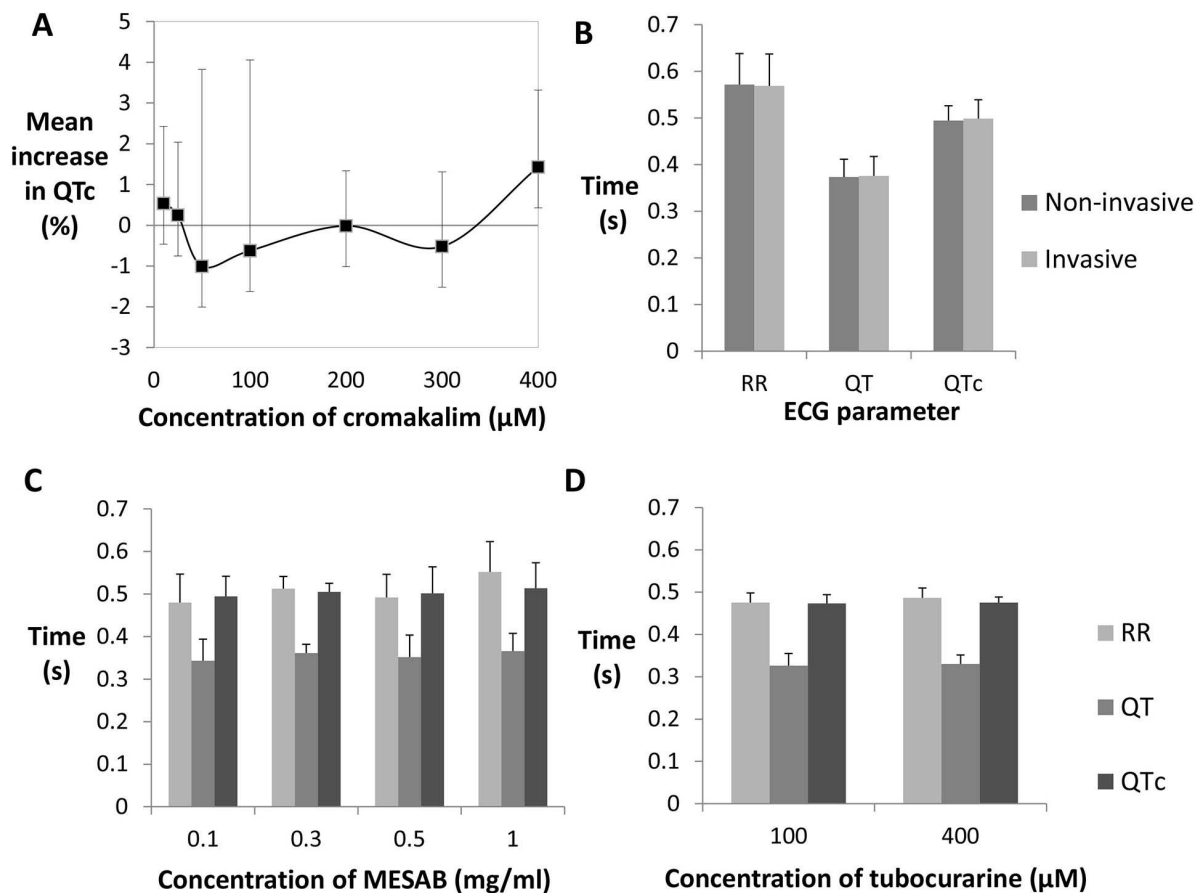 A
5
4
3
2
1
0
-1
-2
-3
Mean
increase
in QTc
(%)
0
100
200
300
400
Concentration of cromakalim (µM)
B
0.7
0.6
0.5
0.4
0.3
0.2
0.1
0
Time
(s)
RR
QT
QTc
ECG parameter
Non-invasive
Invasive
C
0.7
0.6
0.5
0.4
0.3
0.2
0.1
0
Time
(s)
0.1
0.3
0.5
1
Concentration of MESAB (mg/ml)
D
0.7
0.6
0.5
0.4
0.3
0.2
0.1
0
Time
(s)
100
400
Concentration of tubocurarine (µM)
RR
QT
QTc